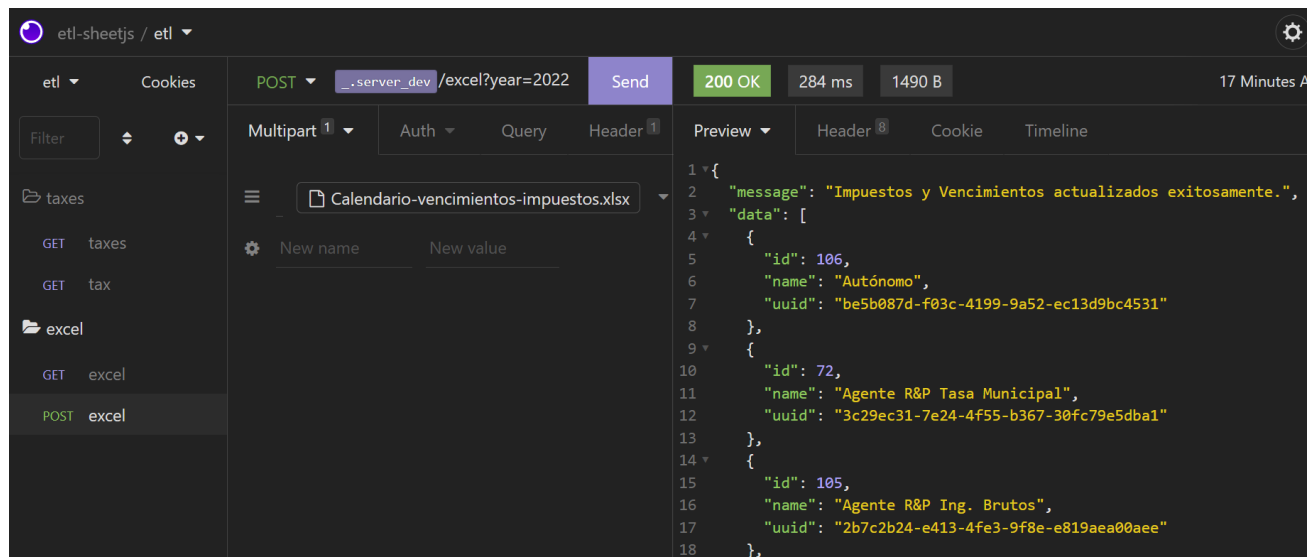 etl-sheetjs / etl
etl Cookies
Filter
taxes
GET taxes
GET tax
excel
GET excel
POST excel
POST _.server_dev /excel?year=2022 Send
Multipart 1 Auth Query Header 1
Calendario-vencimientos-impuestos.xlsx
New name New value
200 OK 284 ms 1490 B 17 Minutes A
Preview Header 8 Cookie Timeline
1 {
2 "message": "Impuestos y Vencimientos actualizados exitosamente.",
3 "data": [
4 {
5 "id": 106,
6 "name": "Autónomo",
7 "uuid": "be5b087d-f03c-4199-9a52-ec13d9bc4531"
8 },
9 {
10 "id": 72,
11 "name": "Agente R&P Tasa Municipal",
12 "uuid": "3c29ec31-7e24-4f55-b367-30fc79e5dba1"
13 },
14 {
15 "id": 105,
16 "name": "Agente R&P Ing. Brutos",
17 "uuid": "2b7c2b24-e413-4fe3-9f8e-e819aea00aee"
18 },